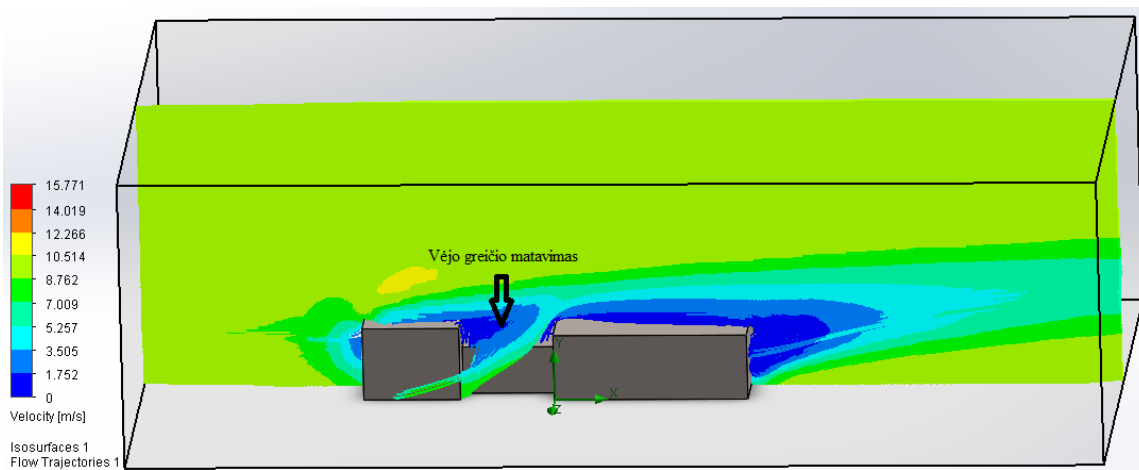 Vėjo greičio matavimas
15.771
14.019
12.266
10.514
8.762
7.009
5.257
3.505
1.752
0
Velocity [m/s]
Isosurfaces 1
Flow Trajectories 1
Y
X
Z